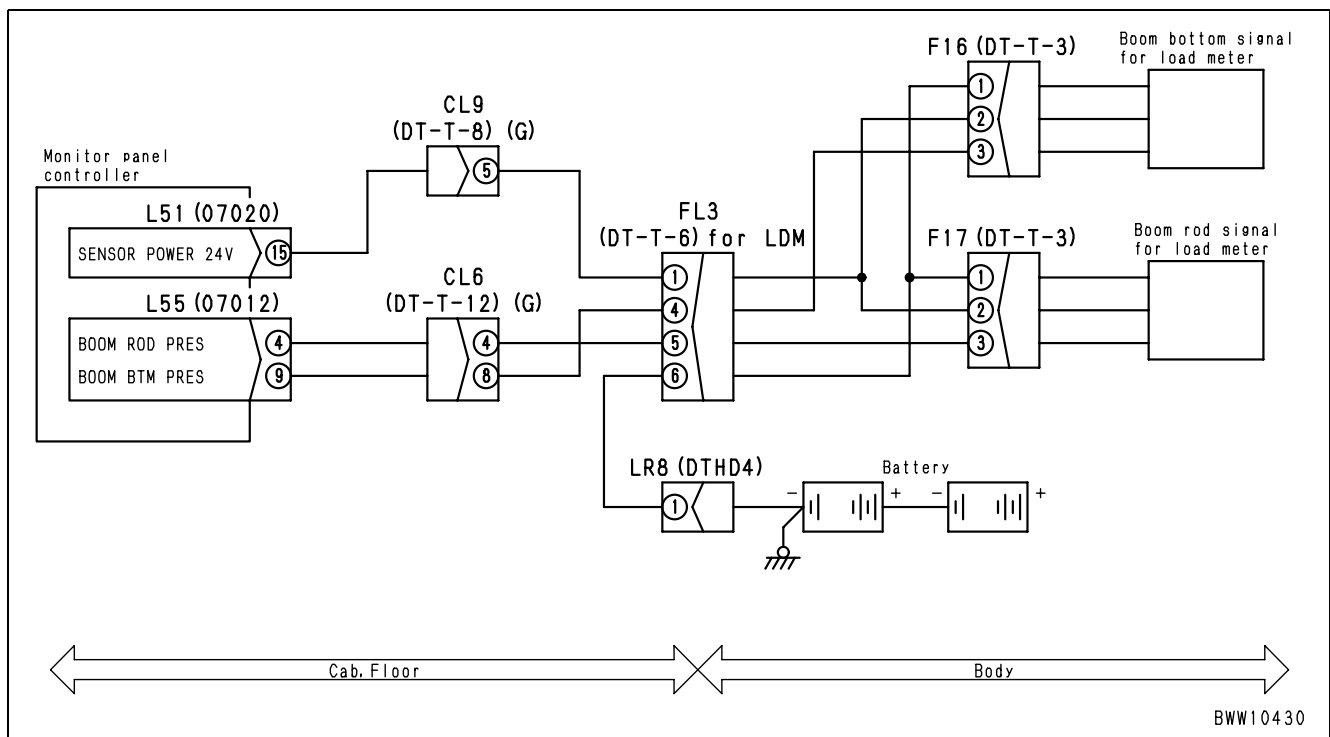 F16 (DT-T-3)
Boom bottom signal
for load meter
1
2
3
CL9
(DT-T-8) (G)
5
Monitor panel
controller
L51 (07020)
SENSOR POWER 24V
15
FL3
(DT-T-6) for LDM
1
4
5
6
F17 (DT-T-3)
Boom rod signal
for load meter
1
2
3
L55 (07012)
BOOM ROD PRES
4
BOOM BTM PRES
9
CL6
(DT-T-12) (G)
4
8
LR8 (DTHD4)
1
Battery
- + - +
Cab, Floor
Body
BWW10430